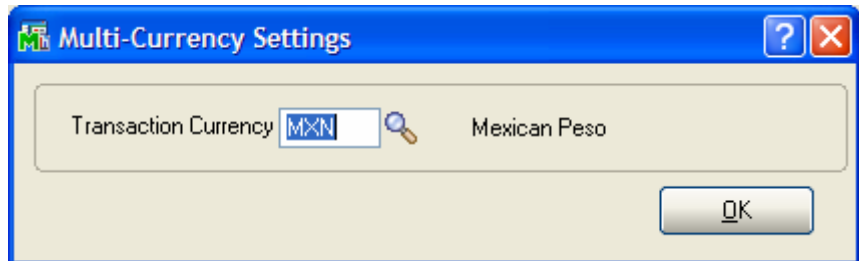 Multi-Currency Settings
Transaction Currency MXN Mexican Peso
OK